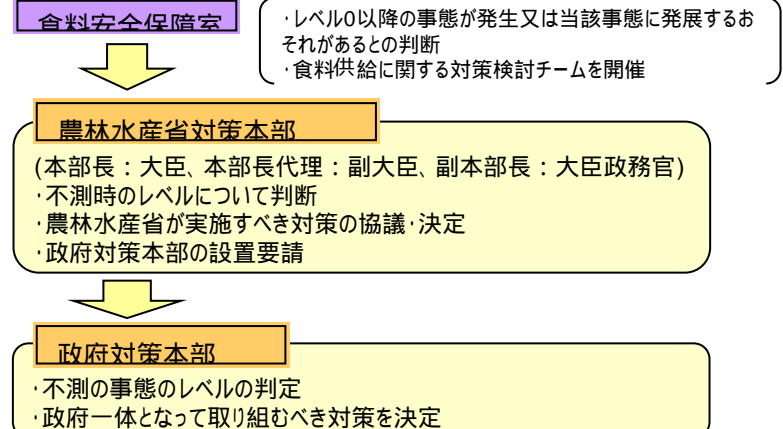 食料安全保障室
･レベル0以降の事態が発生又は当該事態に発展するお
それがあるとの判断
･食料供給に関する対策検討チームを開催
農林水産省対策本部
(本部長：大臣、本部長代理：副大臣、副本部長：大臣政務官)
･不測時のレベルについて判断
･農林水産省が実施すべき対策の協議･決定
･政府対策本部の設置要請
政府対策本部
･不測の事態のレベルの判定
･政府一体となって取り組むべき対策を決定